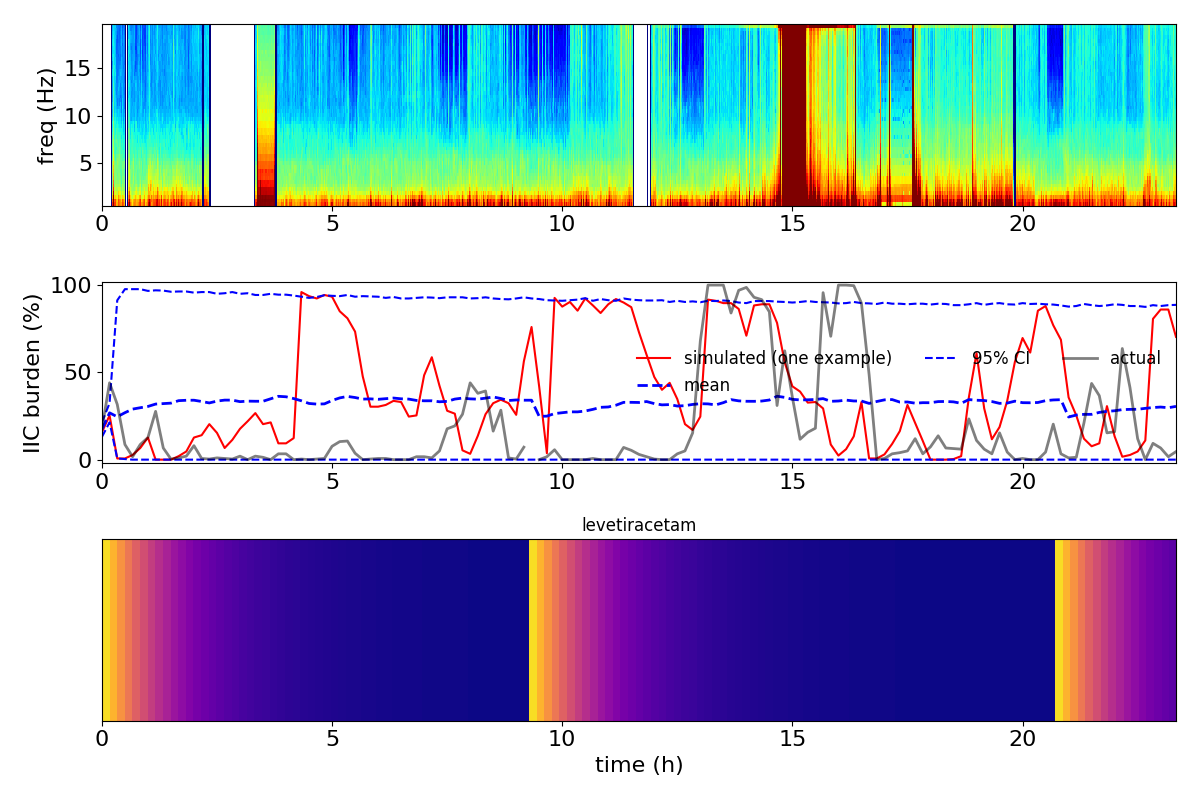 freq (Hz)
15
10
5
0 5 10 15 20
IIC burden (%)
100
50
0
simulated (one example) 95% CI actual
mean
0 5 10 15 20
levetiracetam
0 5 10 15 20
time (h)